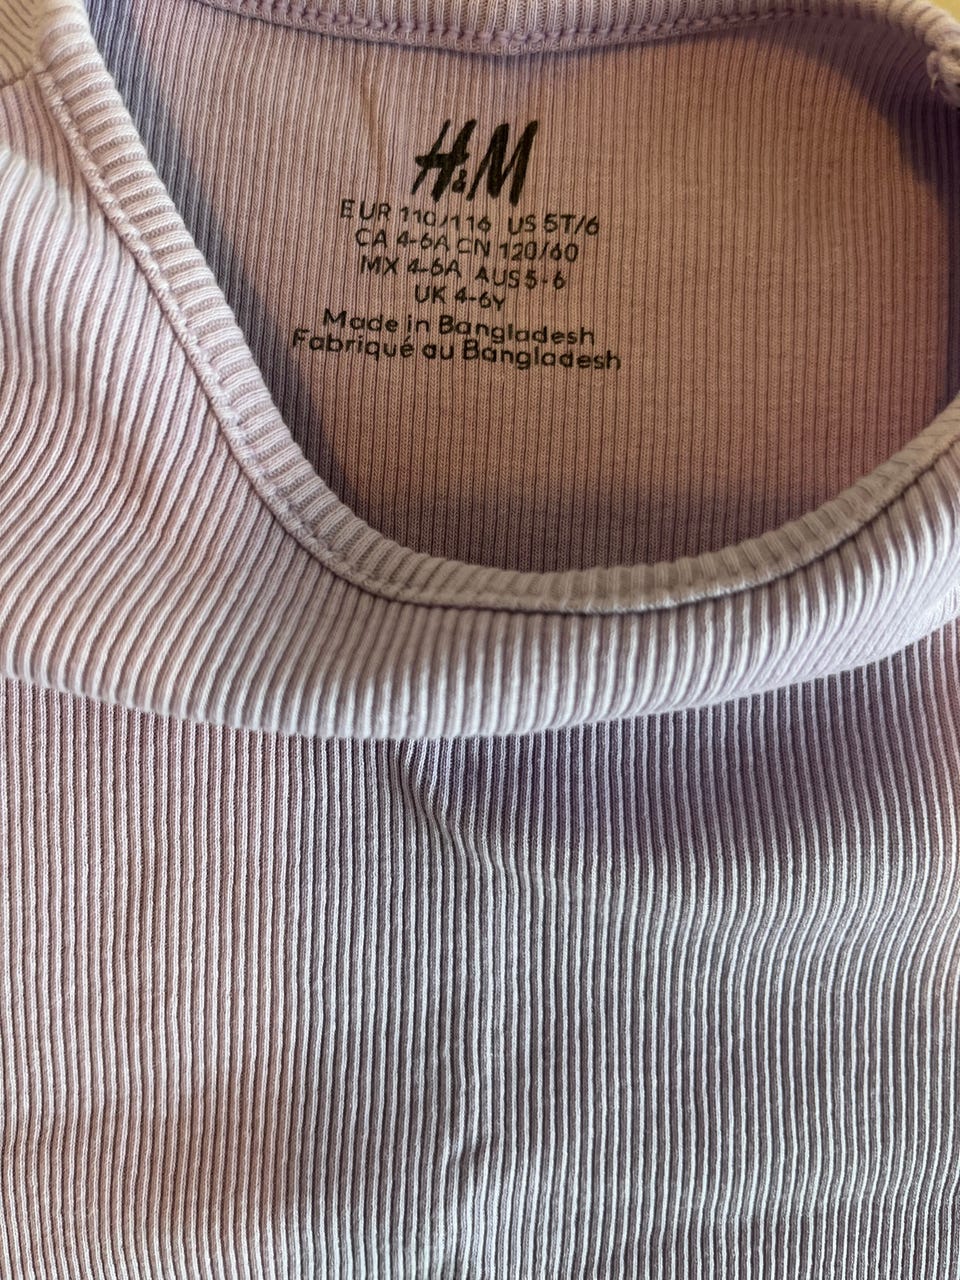 H&M
EUR 110/116 US 5T/6
CA 4-6A CN 120/60
MX 4-6A AUS 5-6
UK 4-6Y
Made in Bangladesh
Fabriqué au Bangladesh